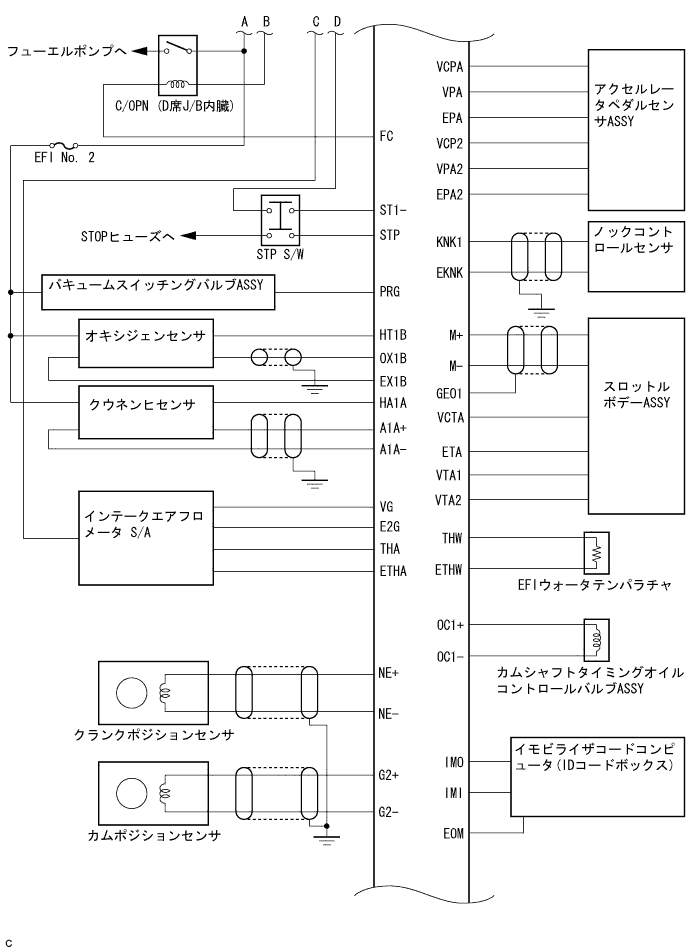 A B C D
フューエルポンプへ
C/OPN (D席J/B内臓)
FC
EFI No. 2
ST1-
STPヒューズへ
STP
STP S/W
バキュームスイッチングバルブASSY
PRG
オキシジェンセンサ
HT1B
OX1B
EX1B
クウネンヒセンサ
HA1A
A1A+
A1A-
インテークエアフロ
メータ S/A
VG
E2G
THA
ETHA
NE+
NE-
クランクポジションセンサ
G2+
G2-
カムポジションセンサ
VCPA
VPA
EPA
VCP2
VPA2
EPA2
アクセルレー
タペダルセン
サASSY
KNK1
EKNK
ノックコント
ロールセンサ
M+
M-
GE01
VCTA
ETA
VTA1
VTA2
スロットル
ボデーASSY
THW
ETHW
EFIウォータテンパラチャ
OC1+
OC1-
カムシャフトタイミングオイル
コントロールバルブASSY
IMO
IMI
EOM
イモビライザコードコンピ
ュータ(IDコードボックス)
C